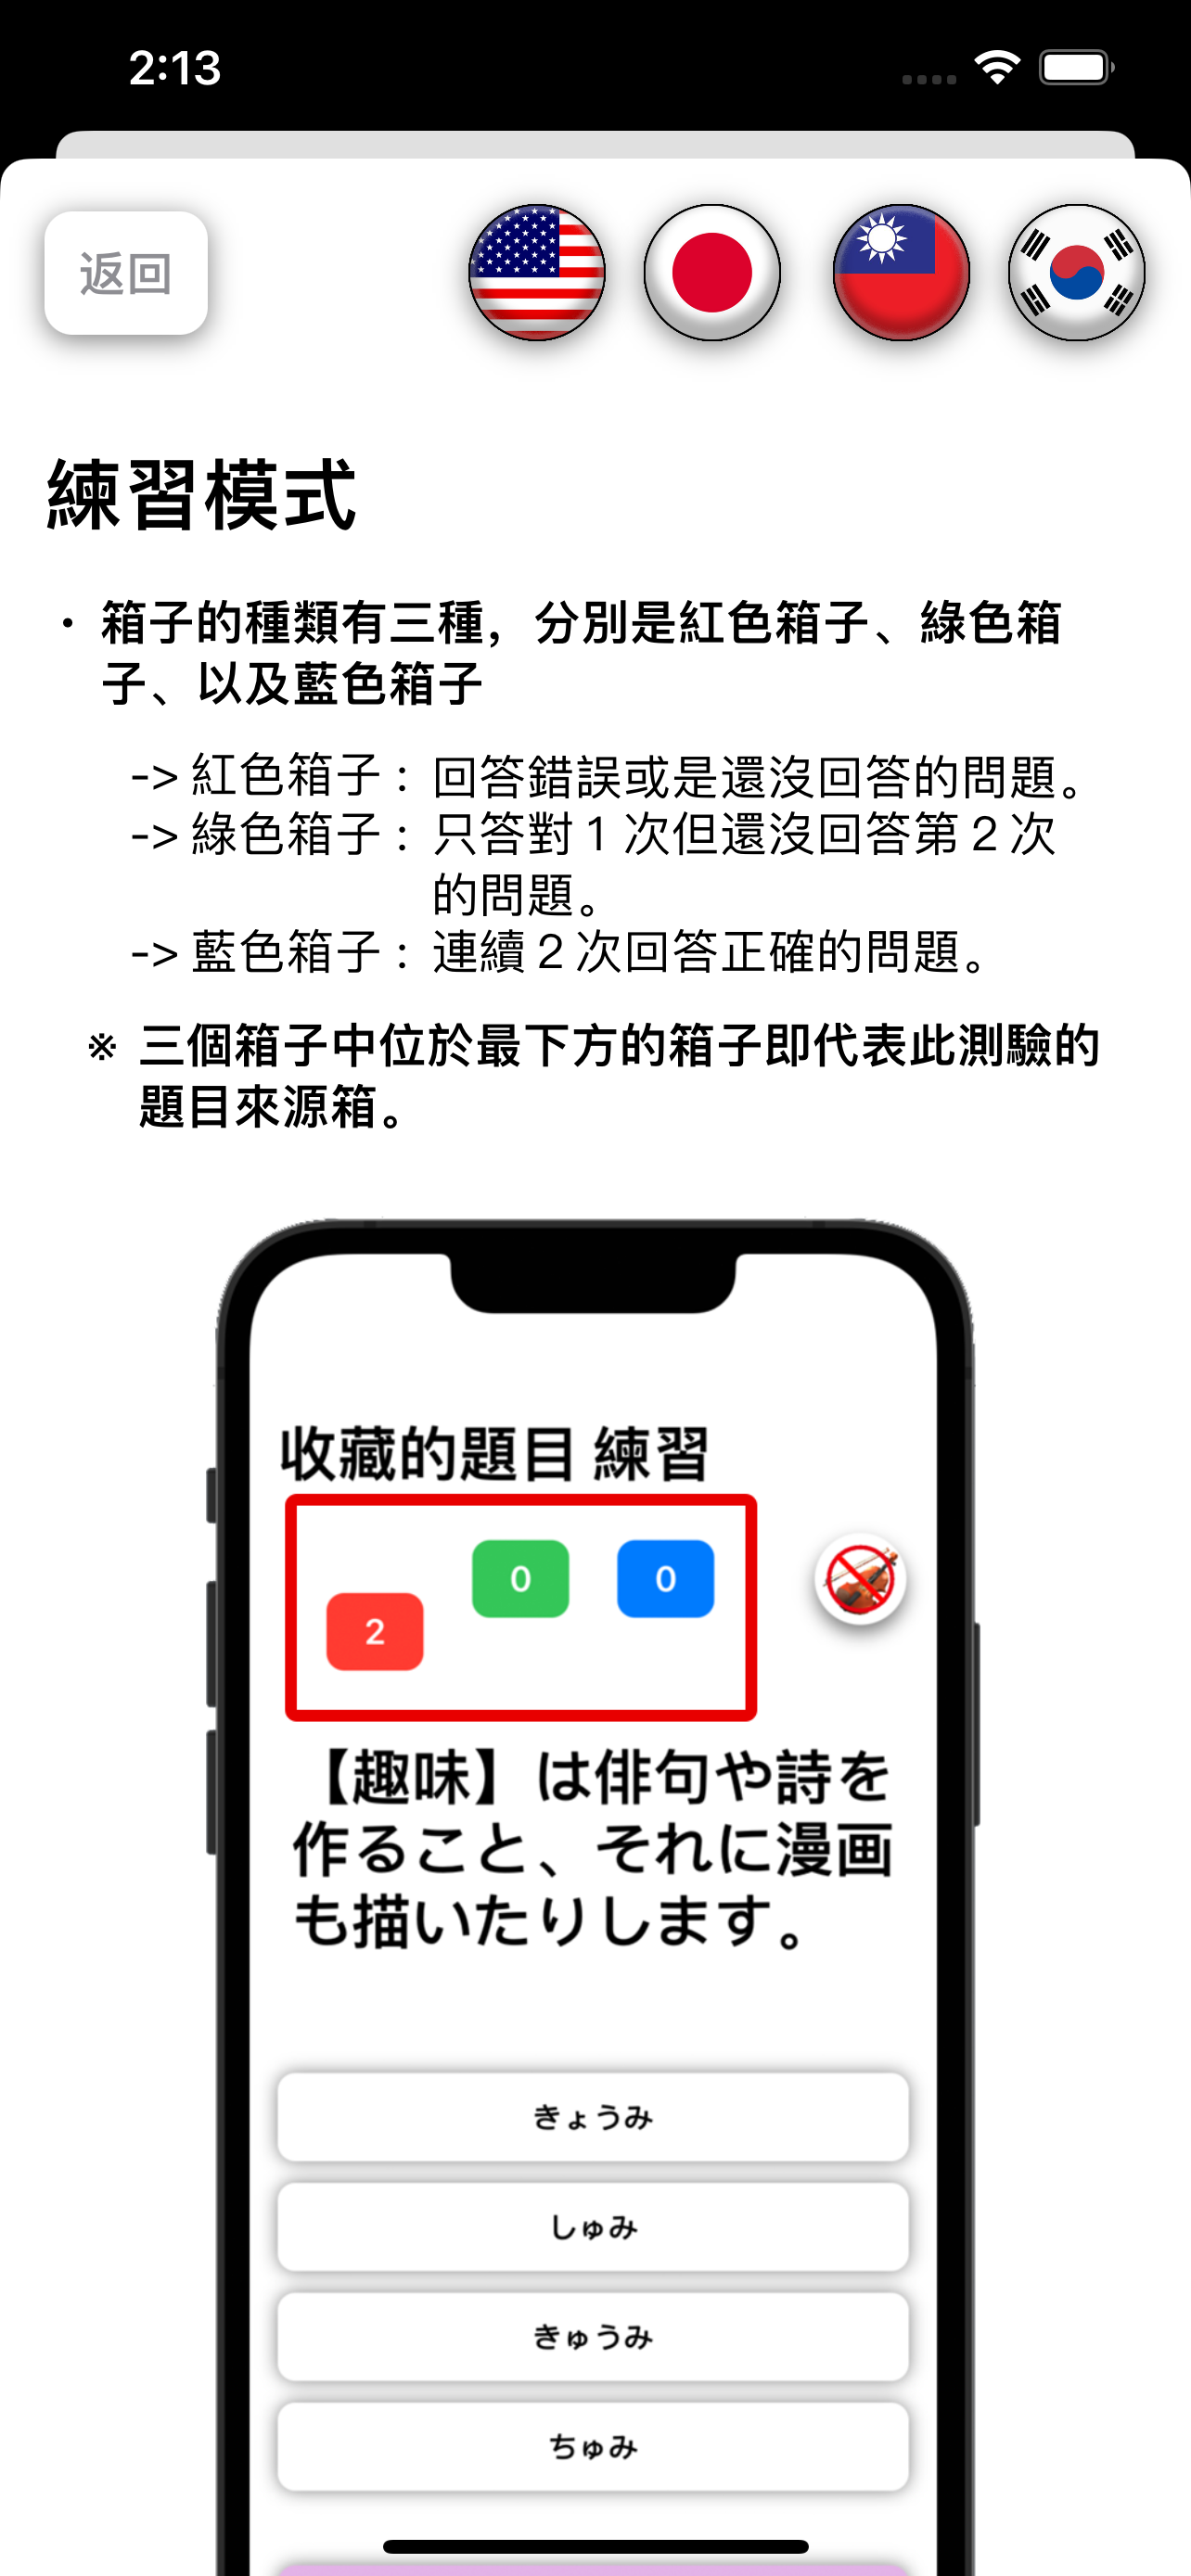 2:13
返回
練習模式
・ 箱子的種類有三種，分別是紅色箱子、綠色箱
子、以及藍色箱子
-> 紅色箱子： 回答錯誤或是還沒回答的問題。
-> 綠色箱子： 只答對 1 次但還沒回答第 2 次
的問題。
-> 藍色箱子： 連續 2 次回答正確的問題。
※ 三個箱子中位於最下方的箱子即代表此測驗的
題目來源箱。
收藏的題目 練習
0 0
2
【趣味】は俳句や詩を
作ること、それに漫画
も描いたりします。
きょうみ
しゅみ
きゅうみ
ちゅみ